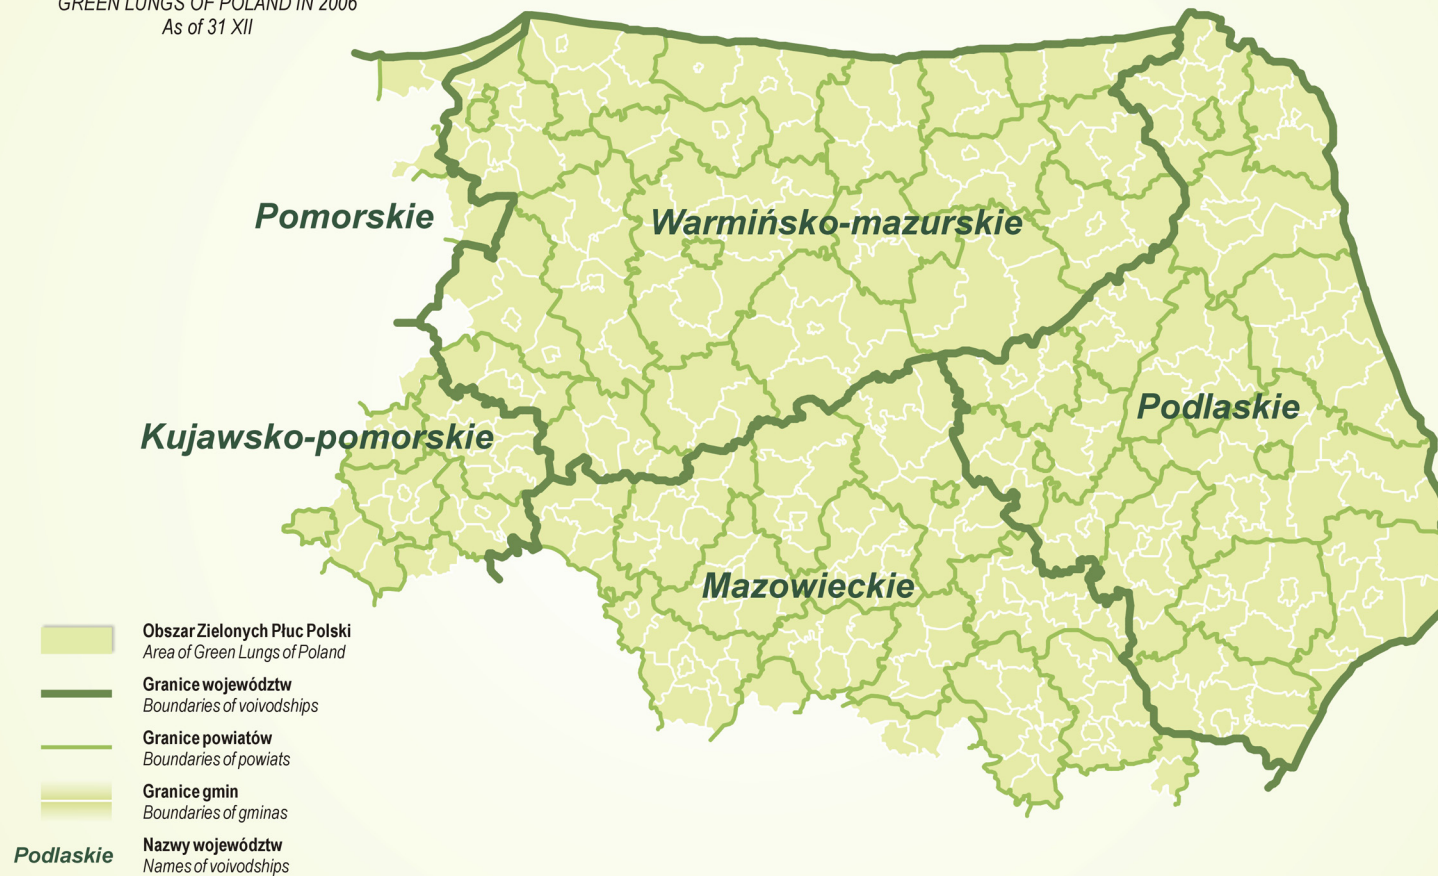 GREEN LUNGS OF POLAND IN 2006
As of 31 XII
Pomorskie
Warmińsko-mazurskie
Podlaskie
Kujawsko-pomorskie
Mazowieckie
Obszar Zielonych Płuc Polski
Area of Green Lungs of Poland
Granice województw
Boundaries of voivodships
Granice powiatów
Boundaries of powiats
Granice gmin
Boundaries of gminas
Podlaskie
Nazwy województw
Names of voivodships